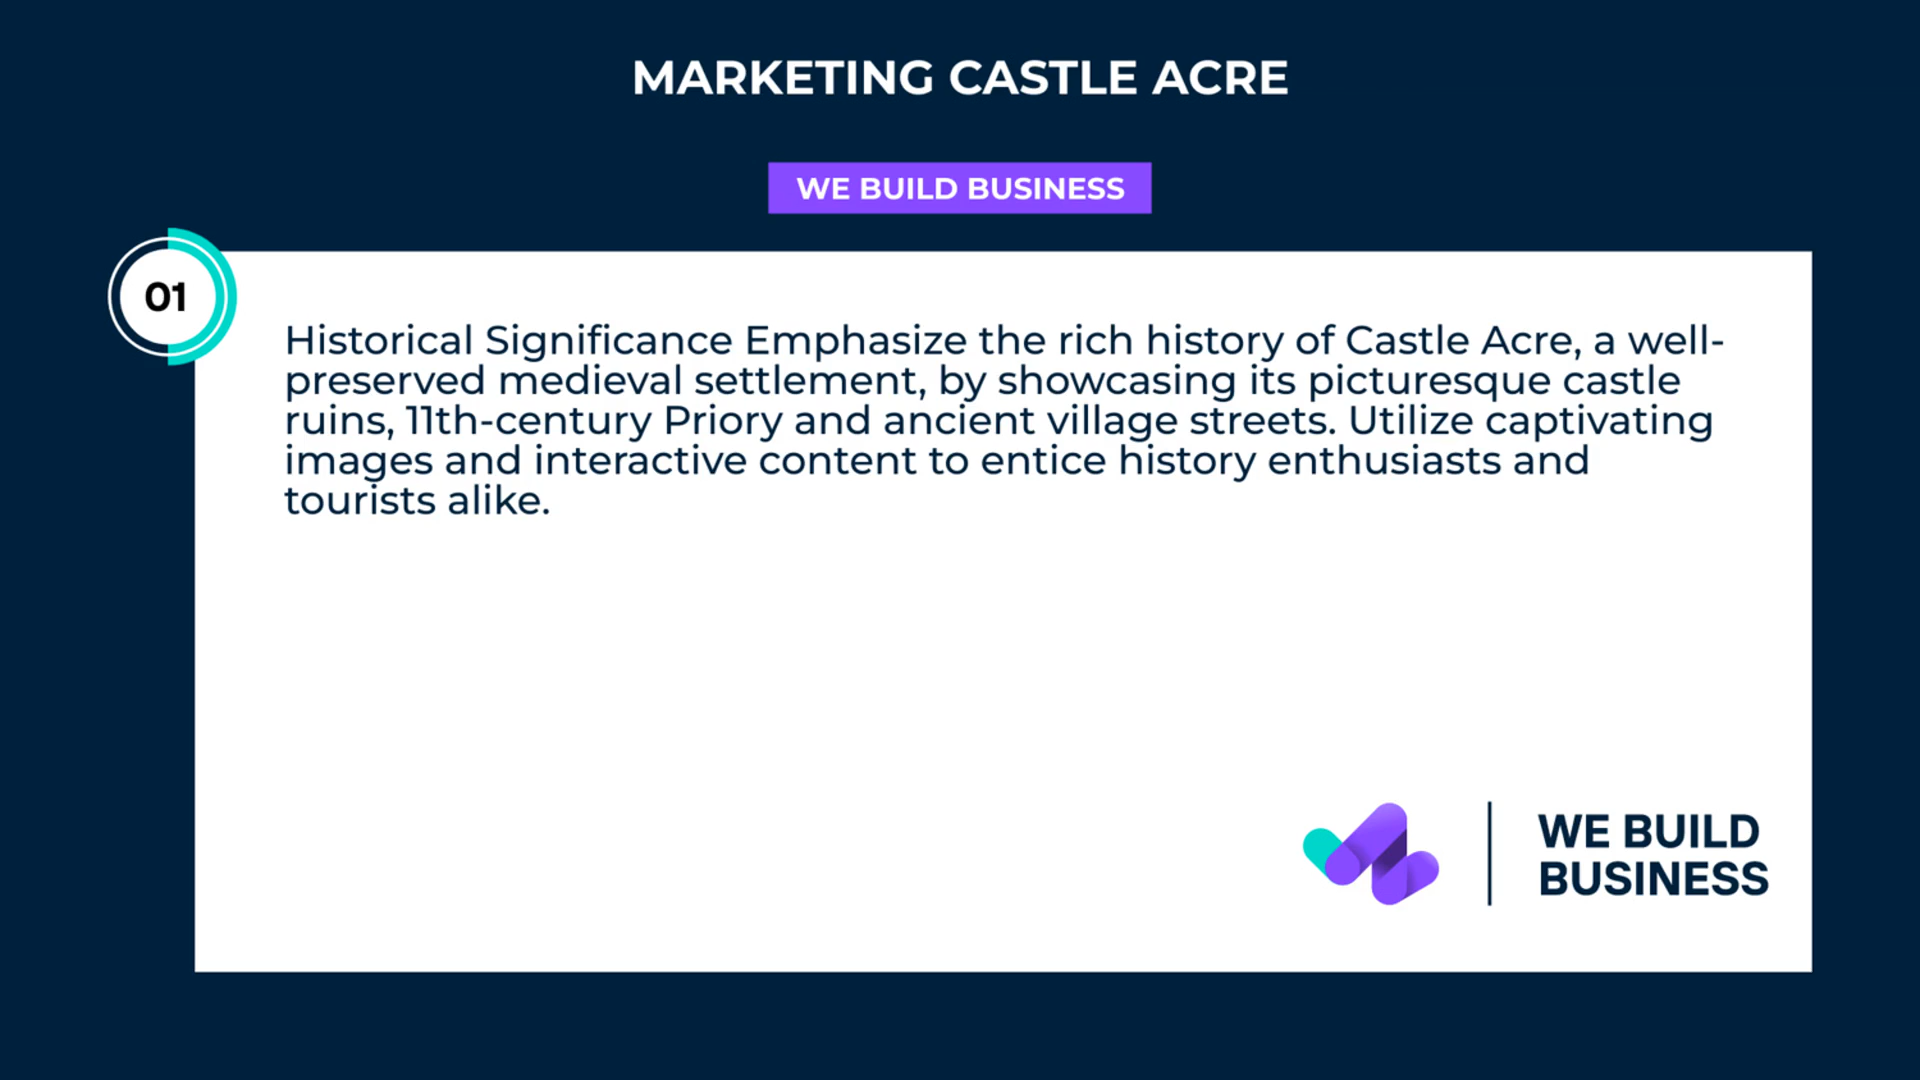 MARKETING CASTLE ACRE
WE BUILD BUSINESS
01
Historical Significance Emphasize the rich history of Castle Acre, a well-
preserved medieval settlement, by showcasing its picturesque castle
ruins, 11th-century Priory and ancient village streets. Utilize captivating
images and interactive content to entice history enthusiasts and
tourists alike.
WE BUILD
BUSINESS